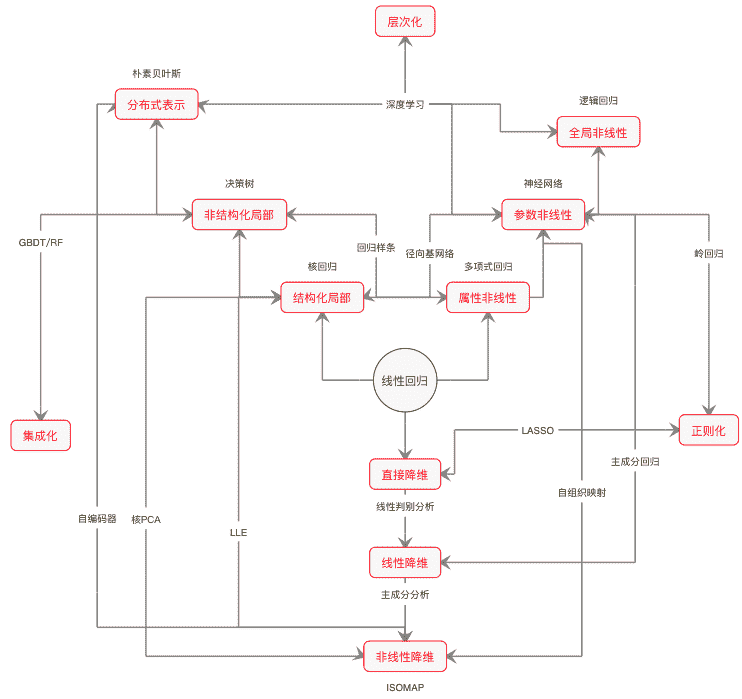 层次化
朴素贝叶斯
分布式表示
深度学习
逻辑回归
全局非线性
决策树
神经网络
非结构化局部
参数非线性
GBDT/RF
回归样条
径向基网络
岭回归
核回归
多项式回归
结构化局部
属性非线性
线性回归
集成化
LASSO
正则化
直接降维
主成分回归
线性判别分析
自组织映射
自编码器
核PCA
LLE
线性降维
主成分分析
非线性降维
ISOMAP